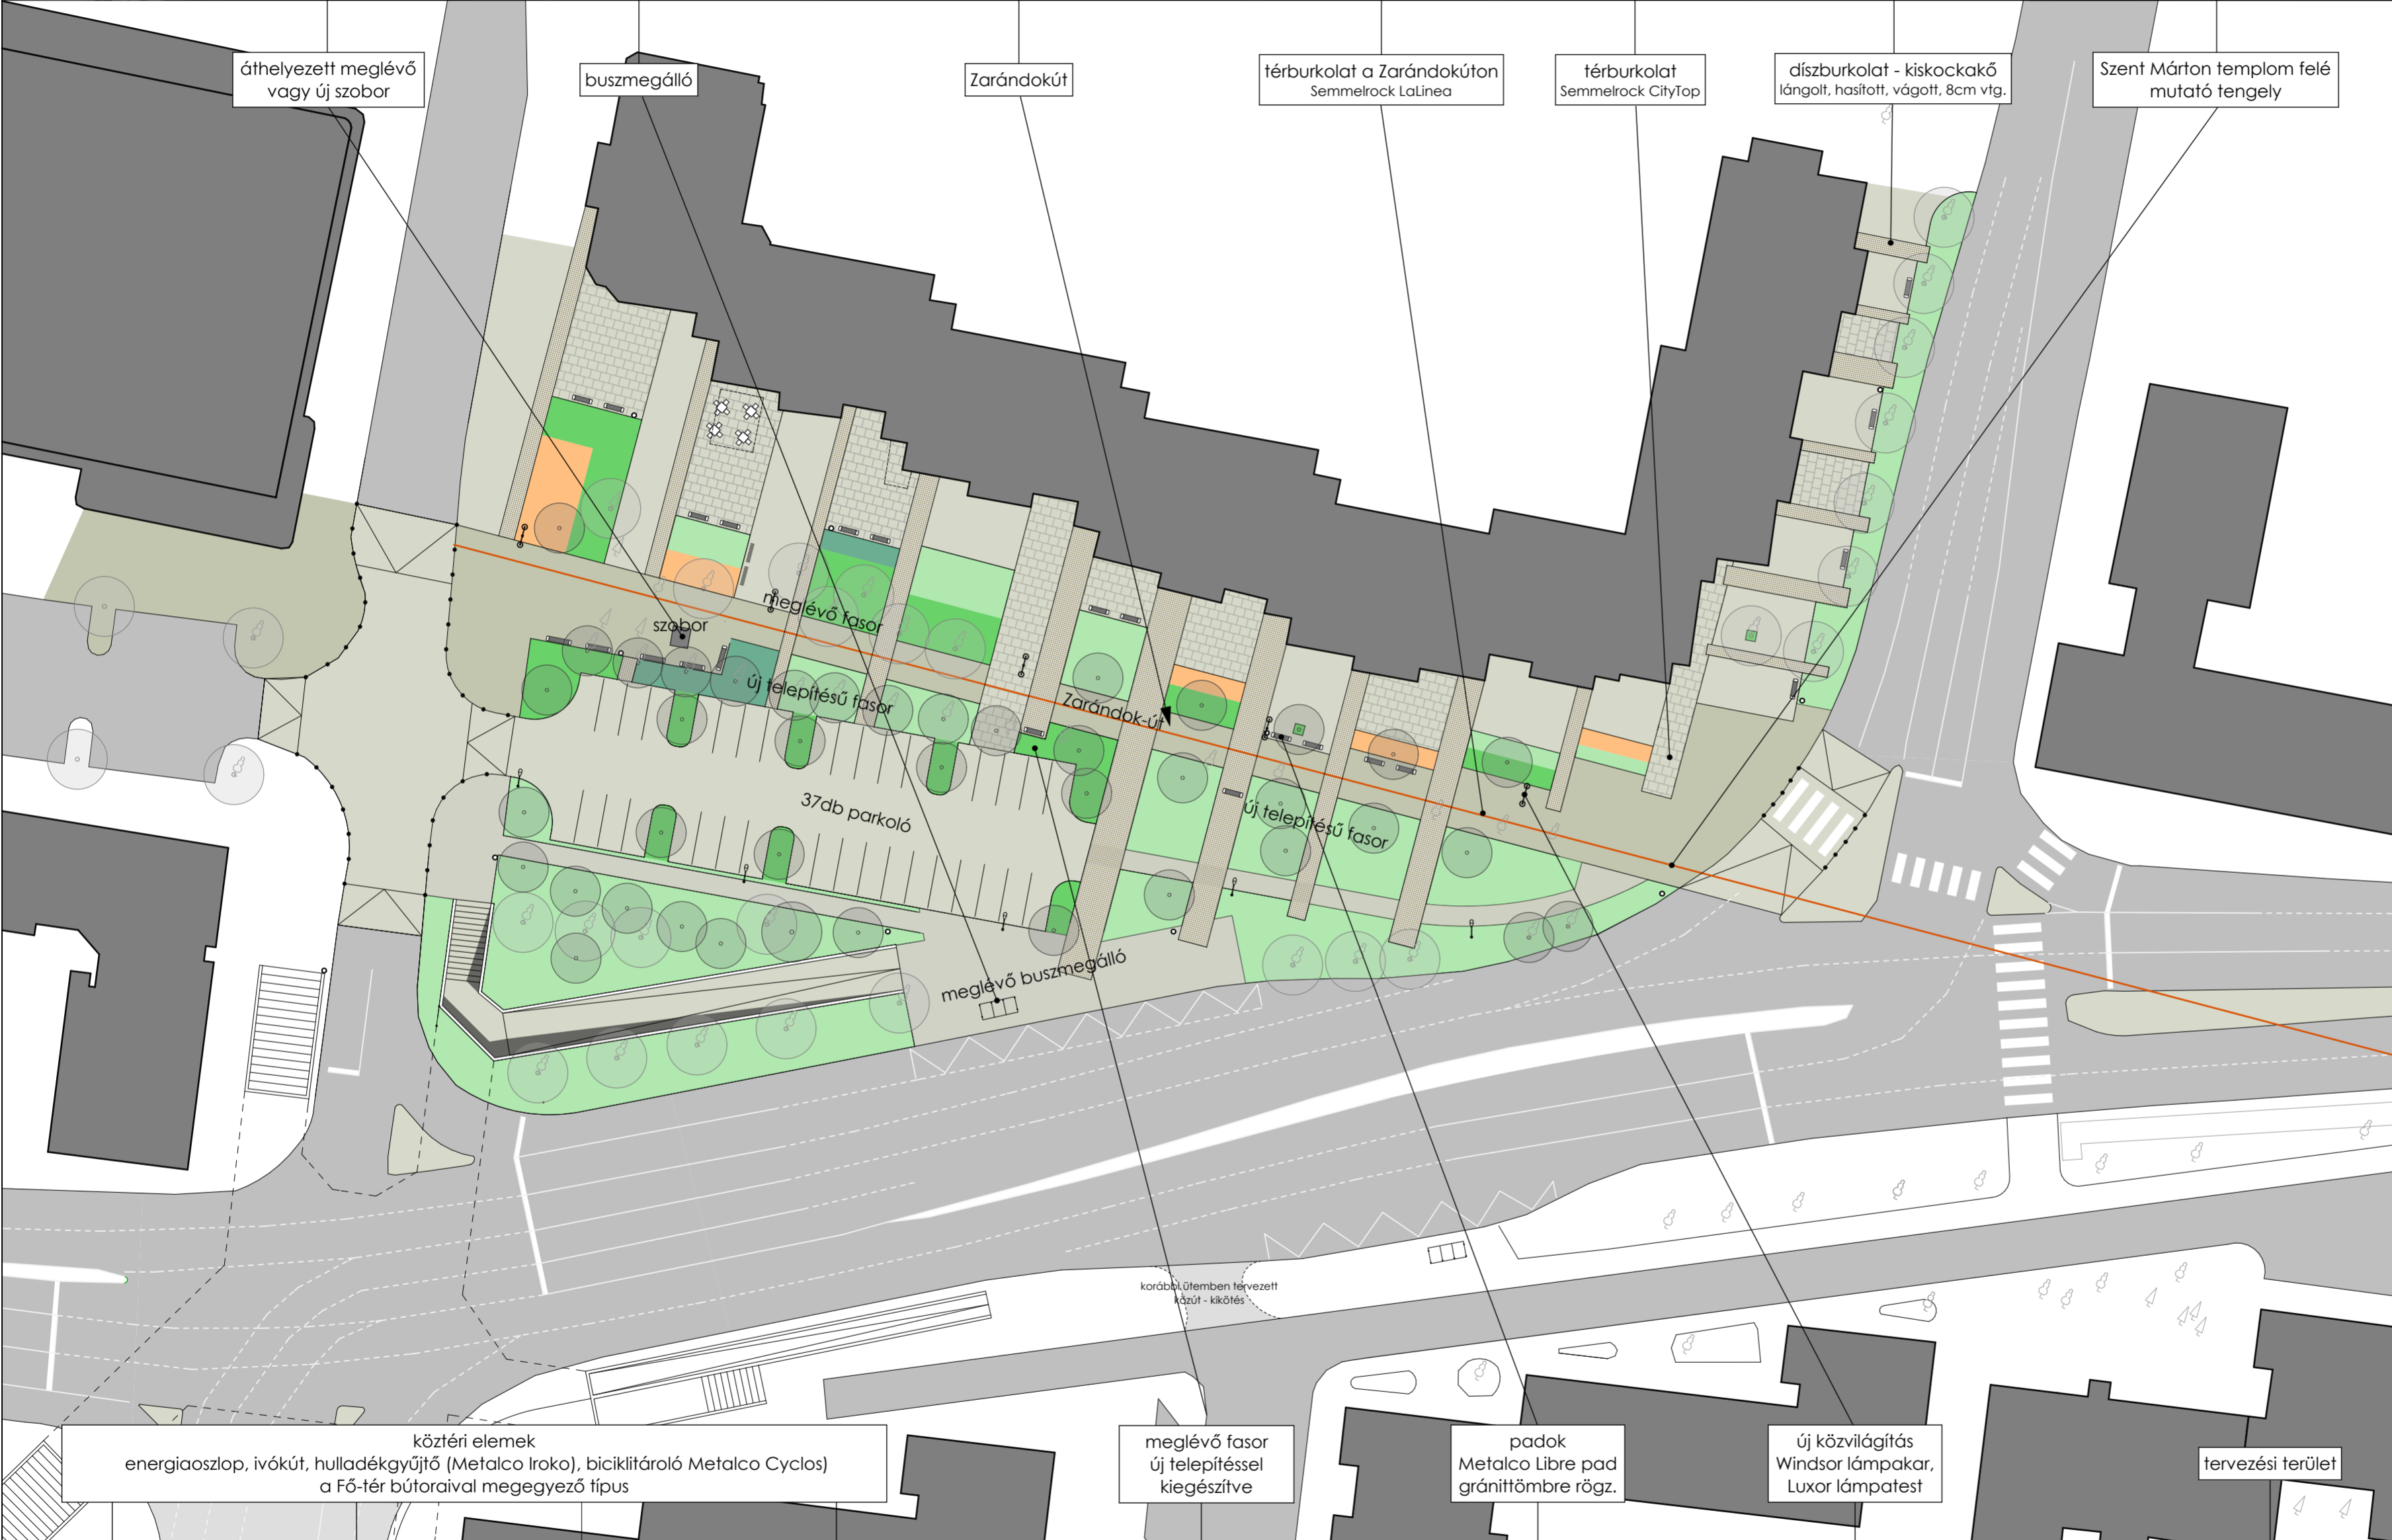 áthelyezett meglévő
vagy új szobor
buszmegálló
Zarándokút
térburkolat a Zarándokúton
Semmelrock LaLinea
térburkolat
Semmelrock CityTop
díszburkolat - kiskockakő
lángolt, hasított, vágott, 8cm vtg.
Szent Márton templom felé
mutató tengely
meglévő fasor
szobor
új telepítésű fasor
Zarándok-út
37db parkoló
új telepítésű fasor
meglévő buszmegálló
korábbi ütemben tervezett
közút - kikötés
köztéri elemek
energiaoszlop, ivókút, hulladékgyűjtő (Metalco Iroko), biciklitároló Metalco Cyclos)
a Fő-tér bútoraival megegyező típus
meglévő fasor
új telepítéssel
kiegészítve
padok
Metalco Libre pad
gránittömbre rögz.
új közvilágítás
Windsor lámpakar,
Luxor lámpatest
tervezési terület